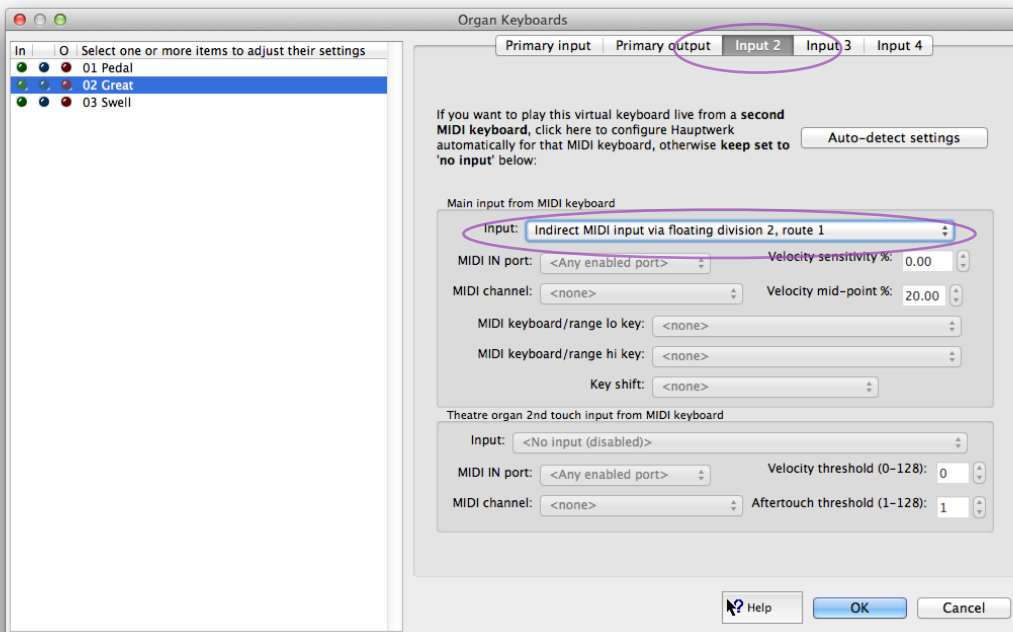 Organ Keyboards
In O Select one or more items to adjust their settings
01 Pedal
02 Great
03 Swell
Primary input Primary output Input 2 Input 3 Input 4
If you want to play this virtual keyboard live from a second
MIDI keyboard, click here to configure Hauptwerk
automatically for that MIDI keyboard, otherwise keep set to
'no input' below:
Auto-detect settings
Main input from MIDI keyboard
Input: Indirect MIDI input via floating division 2, route 1
MIDI IN port: <Any enabled port> Velocity sensitivity %: 0.00
MIDI channel: <none> Velocity mid-point %: 20.00
MIDI keyboard/range lo key: <none>
MIDI keyboard/range hi key: <none>
Key shift: <none>
Theatre organ 2nd touch input from MIDI keyboard
Input: <No input (disabled)>
MIDI IN port: <Any enabled port> Velocity threshold (0-128): 0
MIDI channel: <none> Aftertouch threshold (1-128): 1
? Help OK Cancel